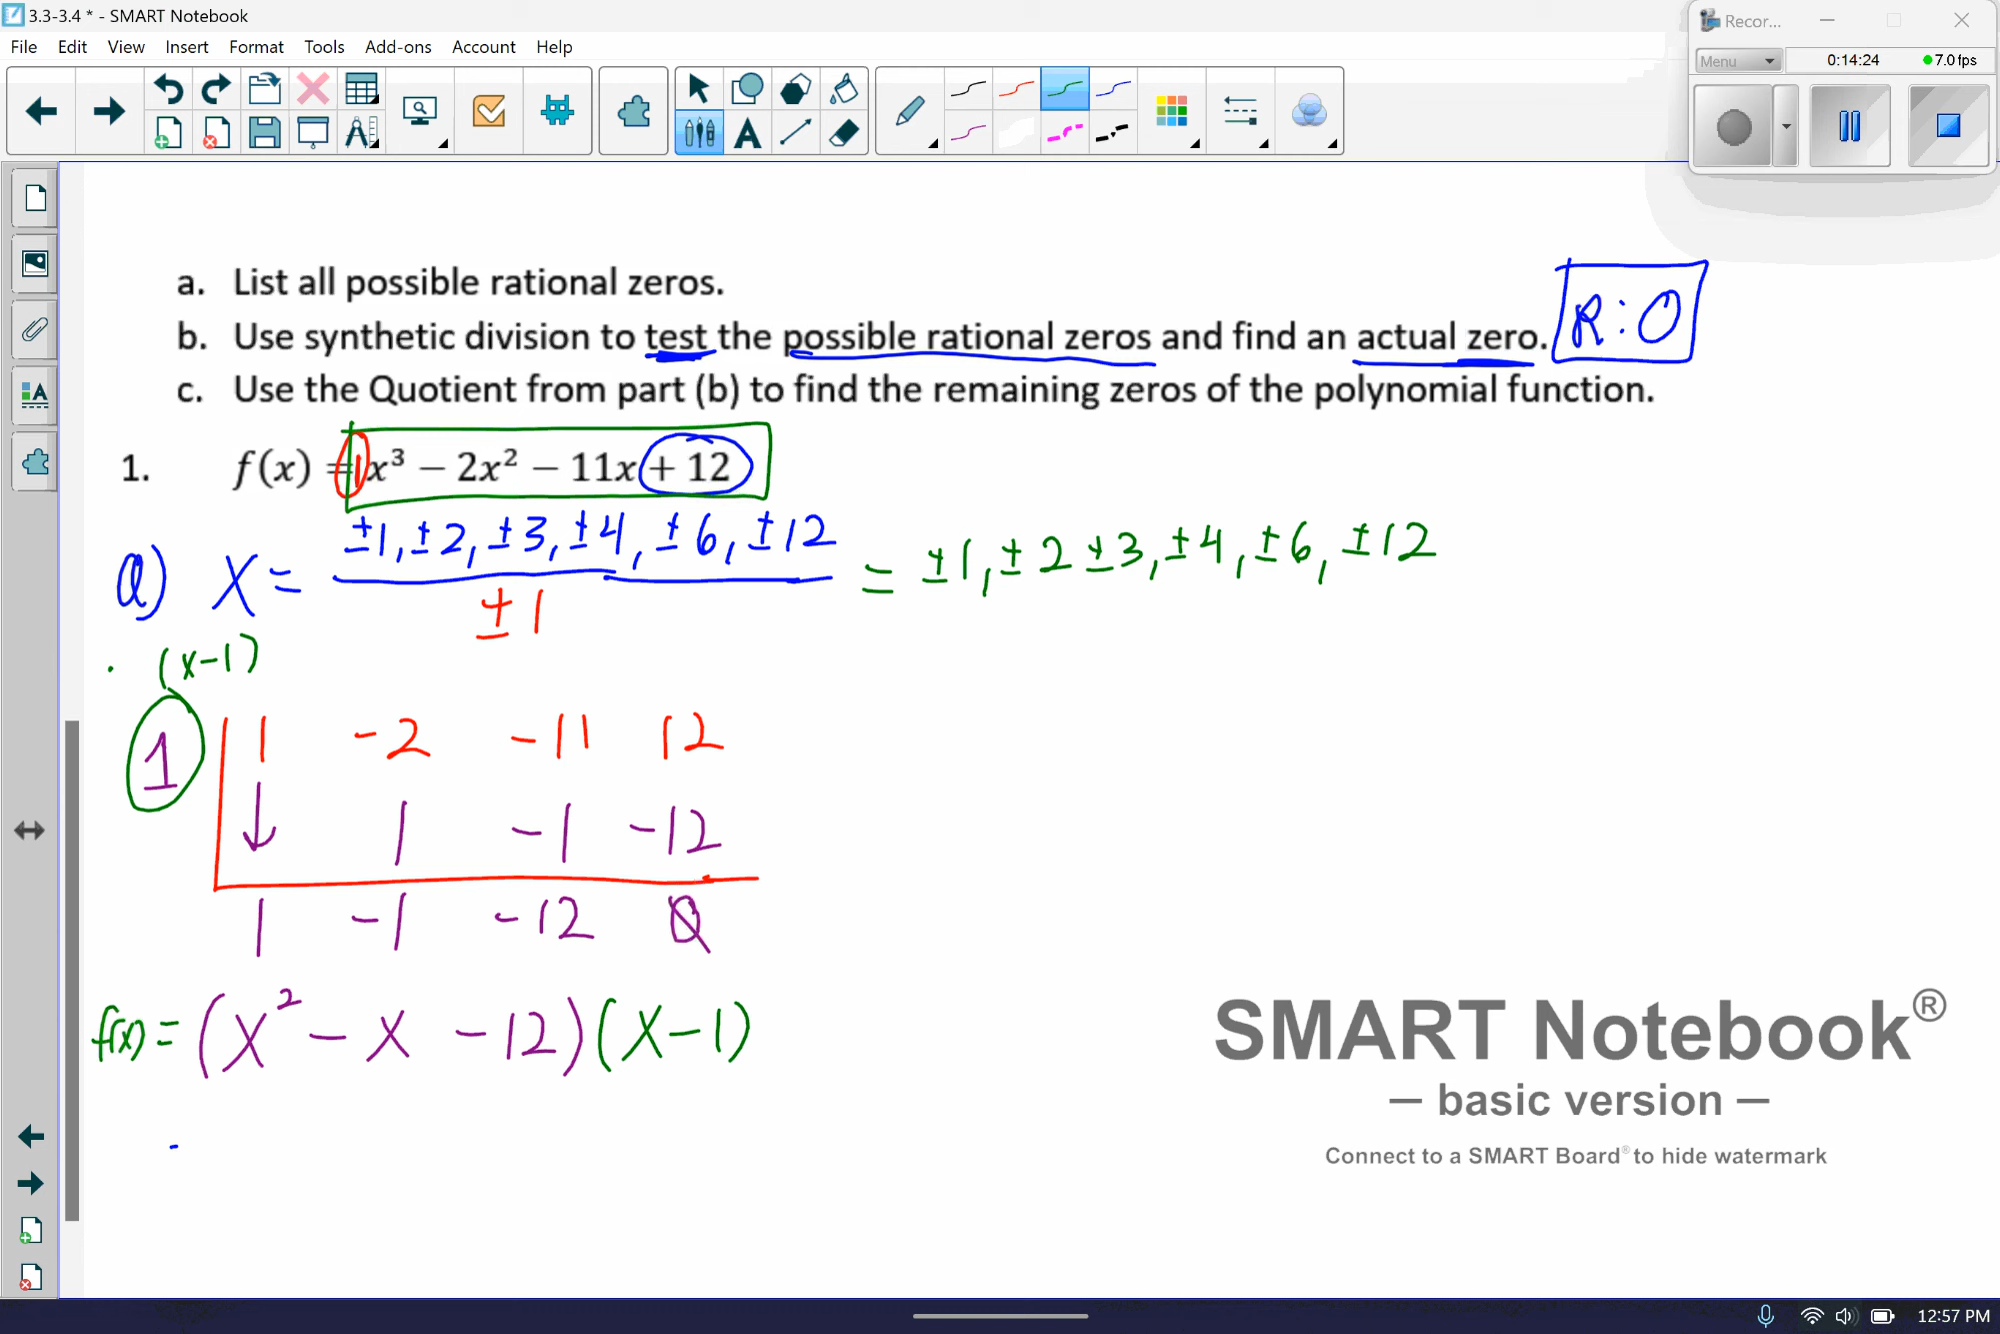 3.3-3.4 * - SMART Notebook
Recor...
File Edit View Insert Format Tools Add-ons Account Help
Menu 0:14:24 7.0fps
a. List all possible rational zeros.
b. Use synthetic division to test the possible rational zeros and find an actual zero. R:0
c. Use the Quotient from part (b) to find the remaining zeros of the polynomial function.
1. f(x) = 1x³ − 2x² − 11x + 12
a) x = ±1, ±2, ±3, ±4, ±6, ±12 = ±1, ±2 ±3, ±4, ±6, ±12
±1
(x-1)
1 1 -2 -11 12
↓ 1 -1 -12
1 -1 -12 0
f(x) = (x² - x - 12)(x-1)
SMART Notebook®
— basic version —
Connect to a SMART Board® to hide watermark
12:57 PM